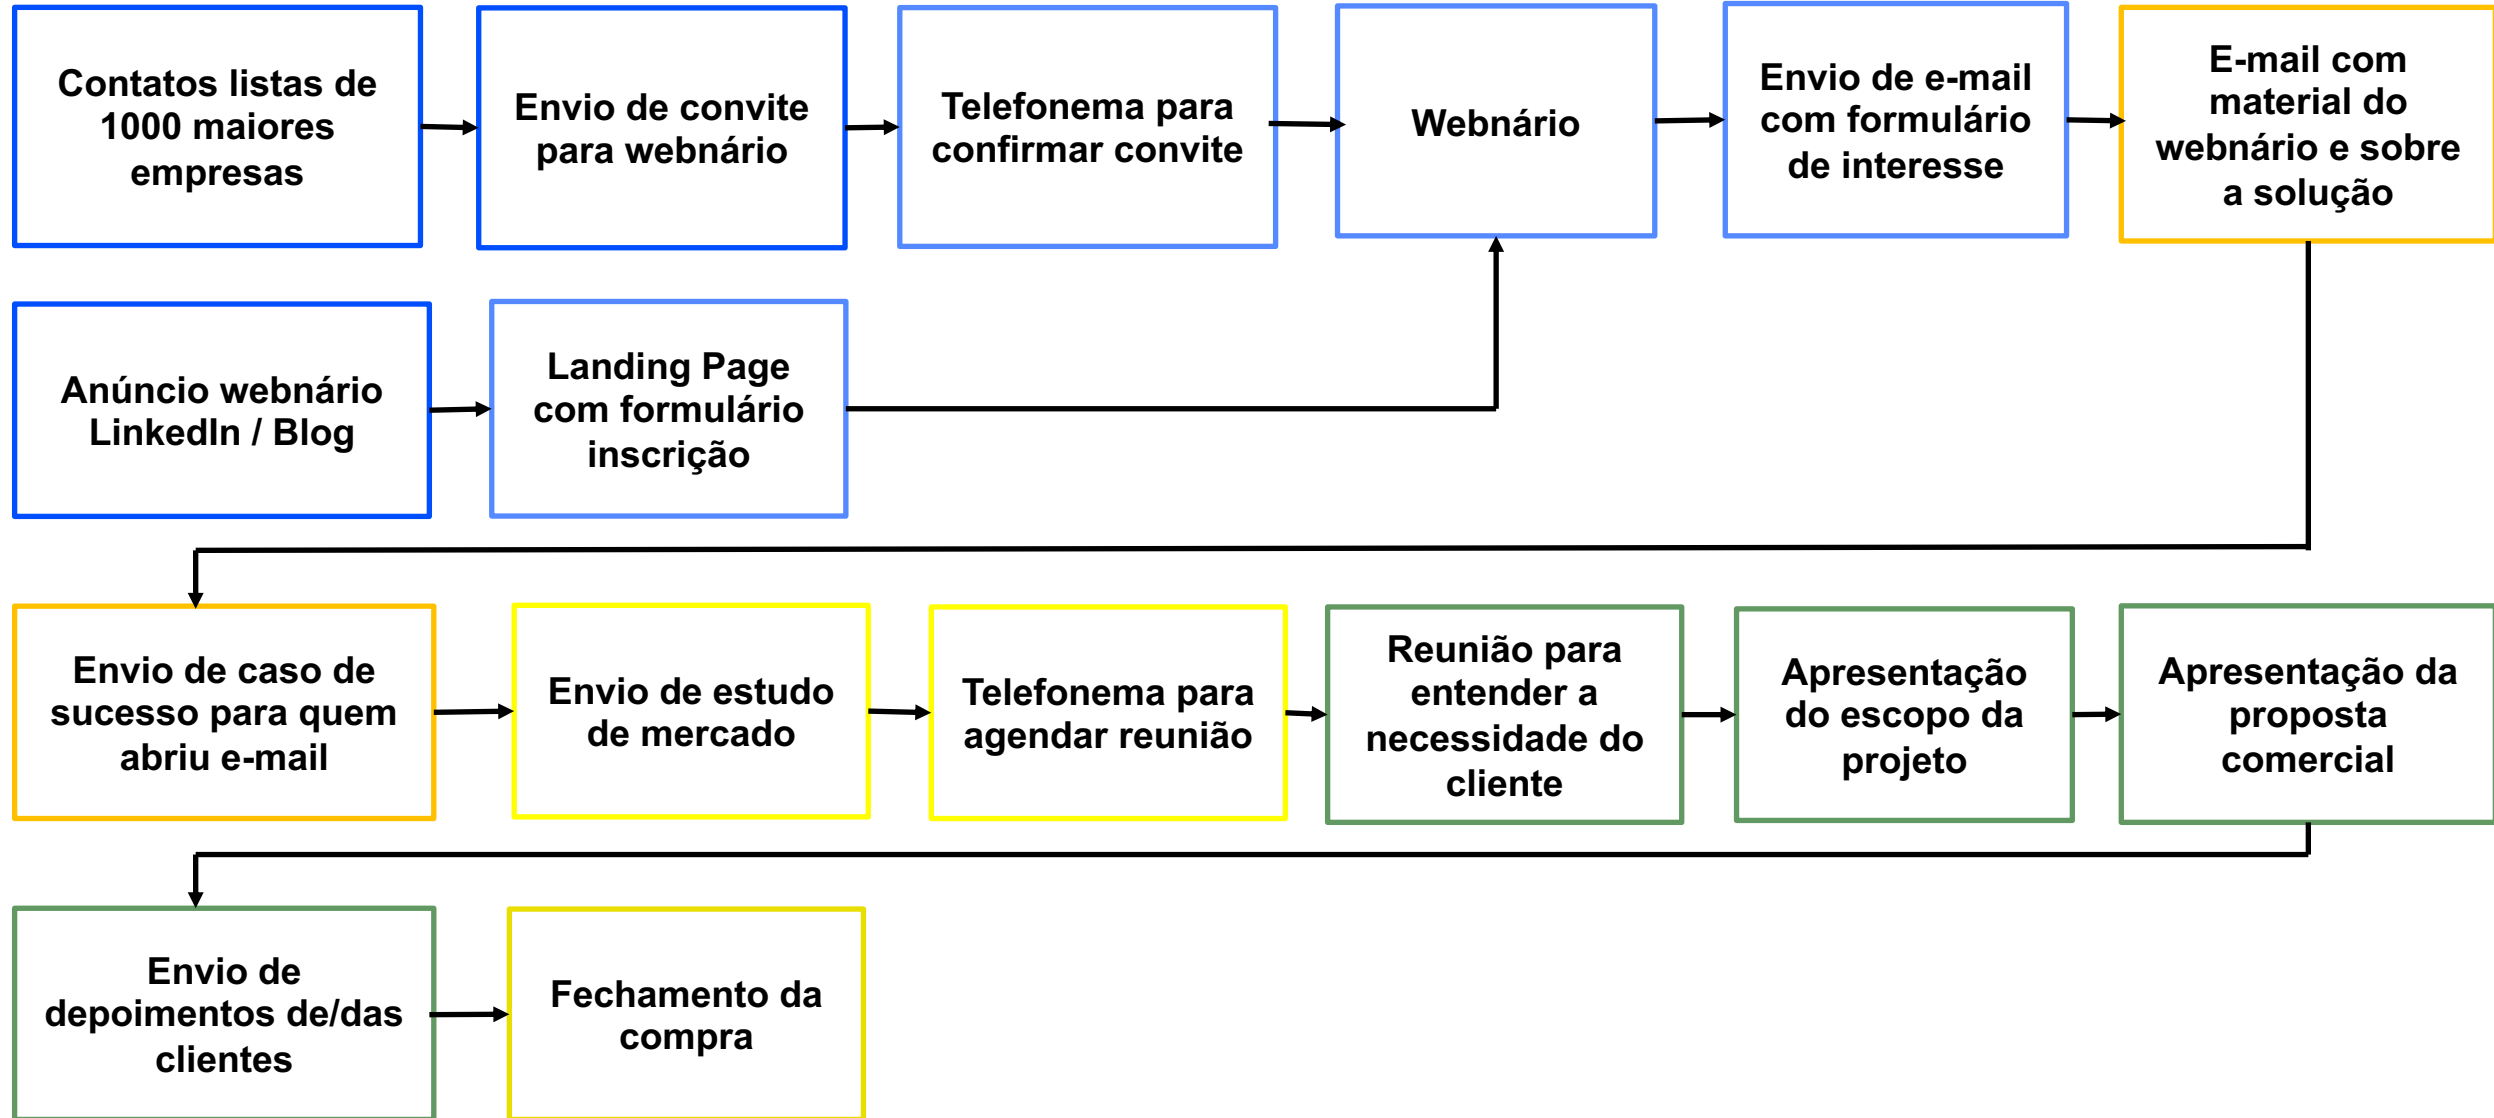 Contatos listas de
1000 maiores
empresas
Envio de convite
para webnário
Telefonema para
confirmar convite
Webnário
Envio de e-mail
com formulário
de interesse
E-mail com
material do
webnário e sobre
a solução
Anúncio webnário
LinkedIn / Blog
Landing Page
com formulário
inscrição
Envio de caso de
sucesso para quem
abriu e-mail
Envio de estudo
de mercado
Telefonema para
agendar reunião
Reunião para
entender a
necessidade do
cliente
Apresentação
do escopo da
projeto
Apresentação da
proposta
comercial
Envio de
depoimentos de/das
clientes
Fechamento da
compra